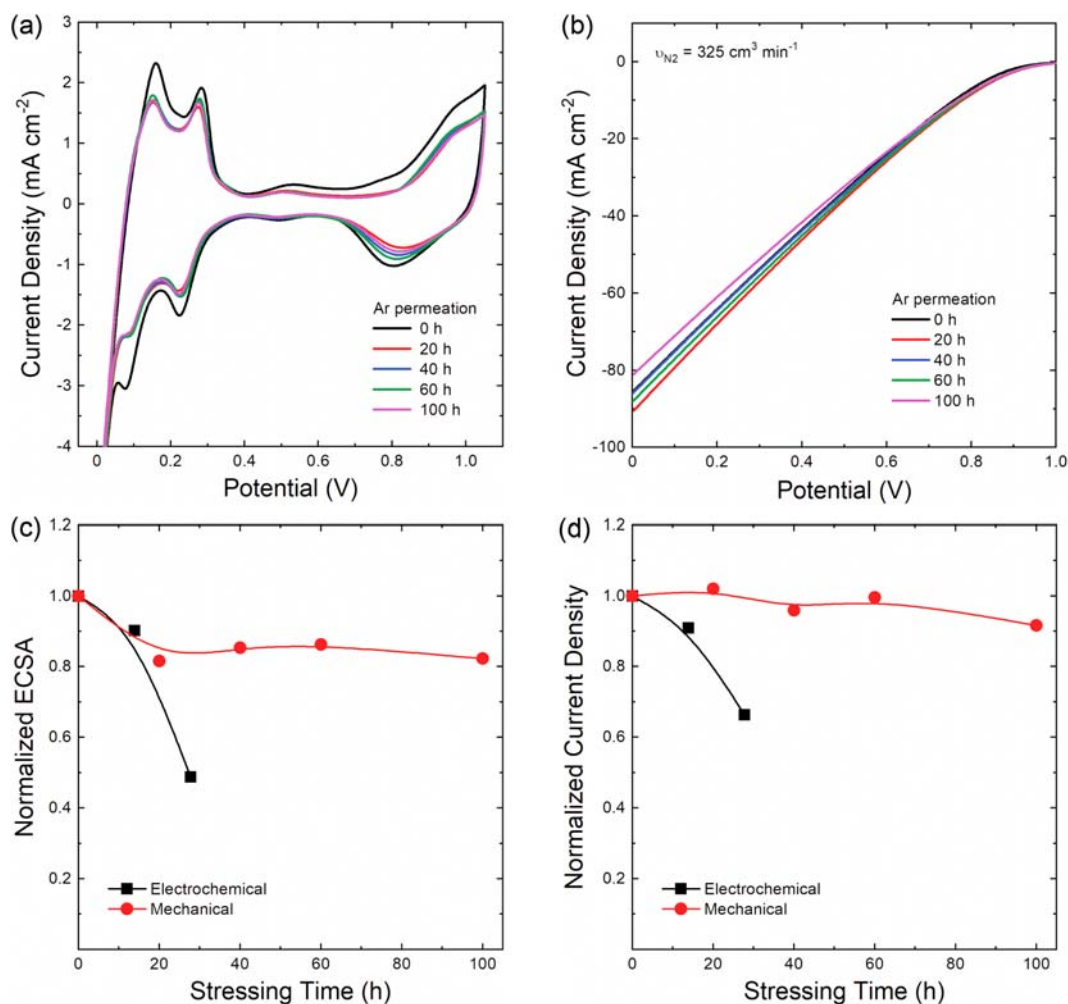 (a)
3
2
1
0
-1
-2
-3
-4
Current Density (mA cm⁻²)
Ar permeation
0 h
20 h
40 h
60 h
100 h
0 0.2 0.4 0.6 0.8 1.0
Potential (V)
(b)
υN2 = 325 cm³ min⁻¹
0
-20
-40
-60
-80
-100
Current Density (mA cm⁻²)
Ar permeation
0 h
20 h
40 h
60 h
100 h
0 0.2 0.4 0.6 0.8 1.0
Potential (V)
(c)
1.2
1.0
0.8
0.6
0.4
0.2
Normalized ECSA
Electrochemical
Mechanical
0 20 40 60 80 100
Stressing Time (h)
(d)
1.2
1.0
0.8
0.6
0.4
0.2
Normalized Current Density
Electrochemical
Mechanical
0 20 40 60 80 100
Stressing Time (h)